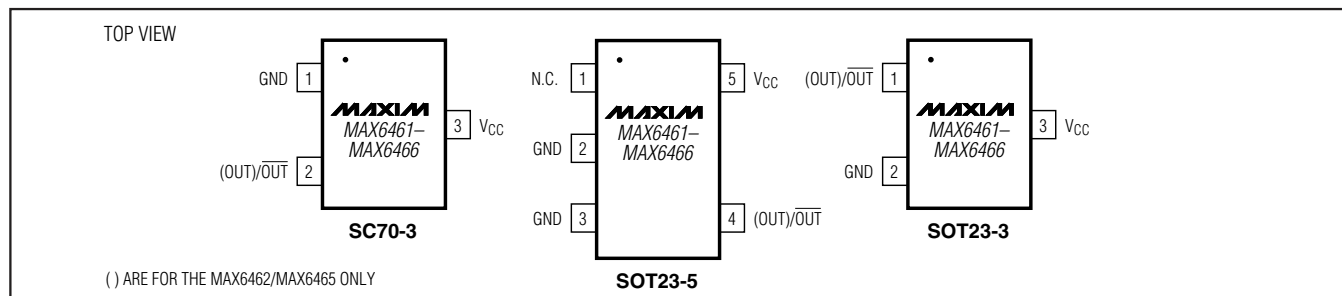 TOP VIEW
GND 1
MAXIM
MAX6461–
MAX6466
3 VCC
(OUT)/OUT 2
SC70-3
N.C. 1
5 VCC
MAXIM
MAX6461–
MAX6466
GND 2
GND 3
4 (OUT)/OUT
SOT23-5
(OUT)/OUT 1
MAXIM
MAX6461–
MAX6466
3 VCC
GND 2
SOT23-3
( ) ARE FOR THE MAX6462/MAX6465 ONLY